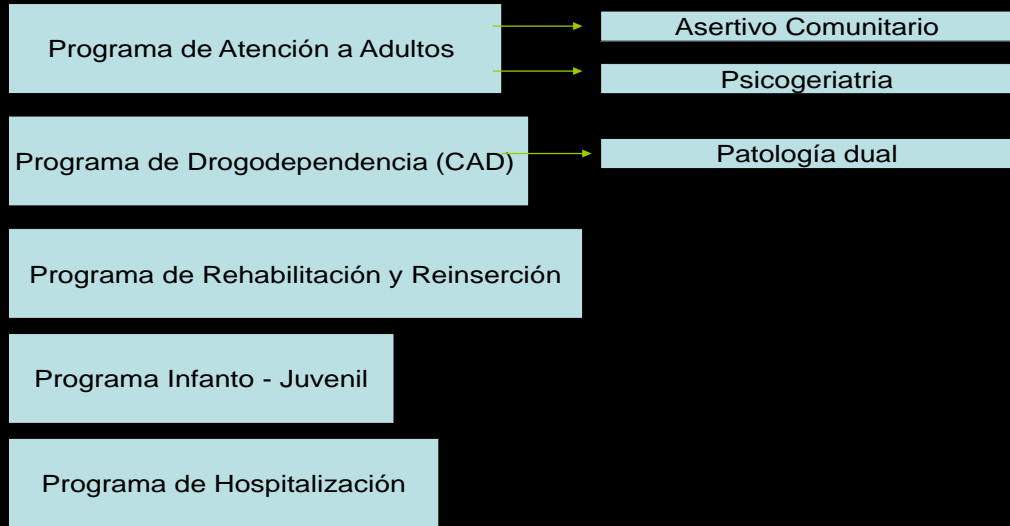 Programa de Atención a Adultos
Asertivo Comunitario
Psicogeriatria
Programa de Drogodependencia (CAD)
Patología dual
Programa de Rehabilitación y Reinserción
Programa Infanto - Juvenil
Programa de Hospitalización